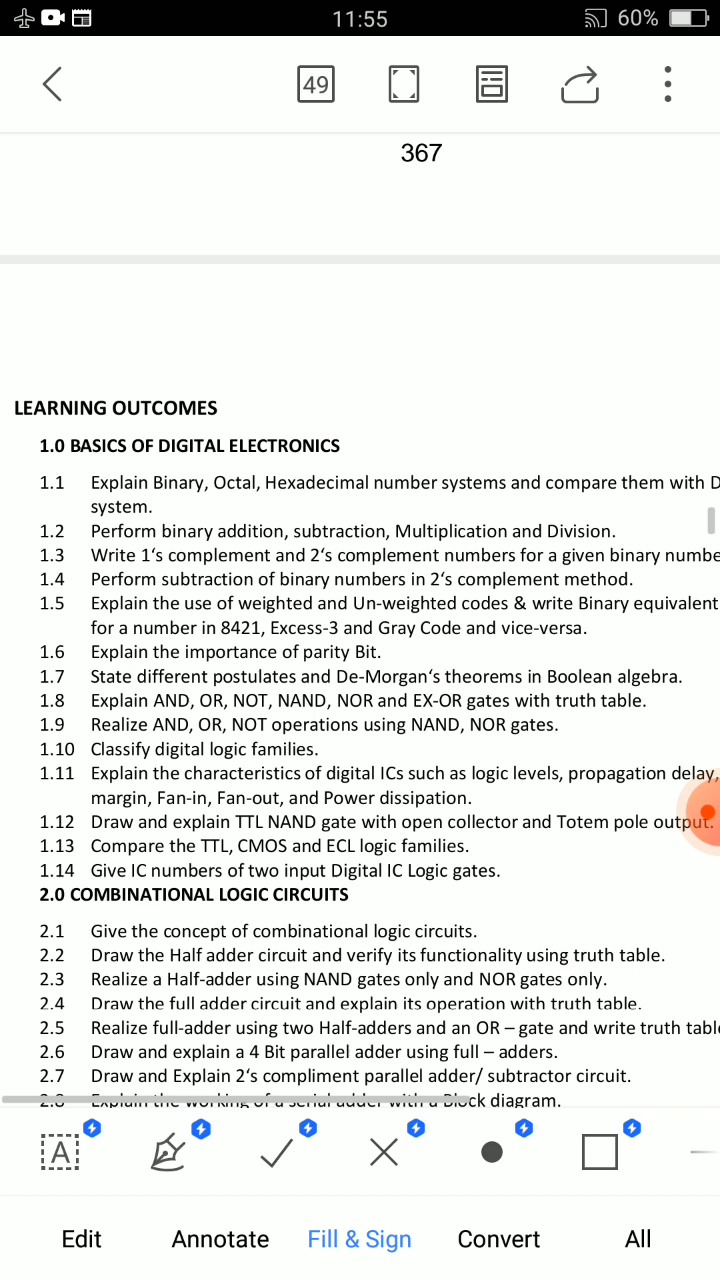 11:55
60%
49
367
LEARNING OUTCOMES
1.0 BASICS OF DIGITAL ELECTRONICS
1.1 Explain Binary, Octal, Hexadecimal number systems and compare them with D
system.
1.2 Perform binary addition, subtraction, Multiplication and Division.
1.3 Write 1‘s complement and 2‘s complement numbers for a given binary numbe
1.4 Perform subtraction of binary numbers in 2‘s complement method.
1.5 Explain the use of weighted and Un-weighted codes & write Binary equivalent
for a number in 8421, Excess-3 and Gray Code and vice-versa.
1.6 Explain the importance of parity Bit.
1.7 State different postulates and De-Morgan‘s theorems in Boolean algebra.
1.8 Explain AND, OR, NOT, NAND, NOR and EX-OR gates with truth table.
1.9 Realize AND, OR, NOT operations using NAND, NOR gates.
1.10 Classify digital logic families.
1.11 Explain the characteristics of digital ICs such as logic levels, propagation delay,
margin, Fan-in, Fan-out, and Power dissipation.
1.12 Draw and explain TTL NAND gate with open collector and Totem pole output.
1.13 Compare the TTL, CMOS and ECL logic families.
1.14 Give IC numbers of two input Digital IC Logic gates.
2.0 COMBINATIONAL LOGIC CIRCUITS
2.1 Give the concept of combinational logic circuits.
2.2 Draw the Half adder circuit and verify its functionality using truth table.
2.3 Realize a Half-adder using NAND gates only and NOR gates only.
2.4 Draw the full adder circuit and explain its operation with truth table.
2.5 Realize full-adder using two Half-adders and an OR – gate and write truth tabl
2.6 Draw and explain a 4 Bit parallel adder using full – adders.
2.7 Draw and Explain 2‘s compliment parallel adder/ subtractor circuit.
2.8 Explain the working of a serial adder with a Block diagram.
A
Edit Annotate Fill & Sign Convert All